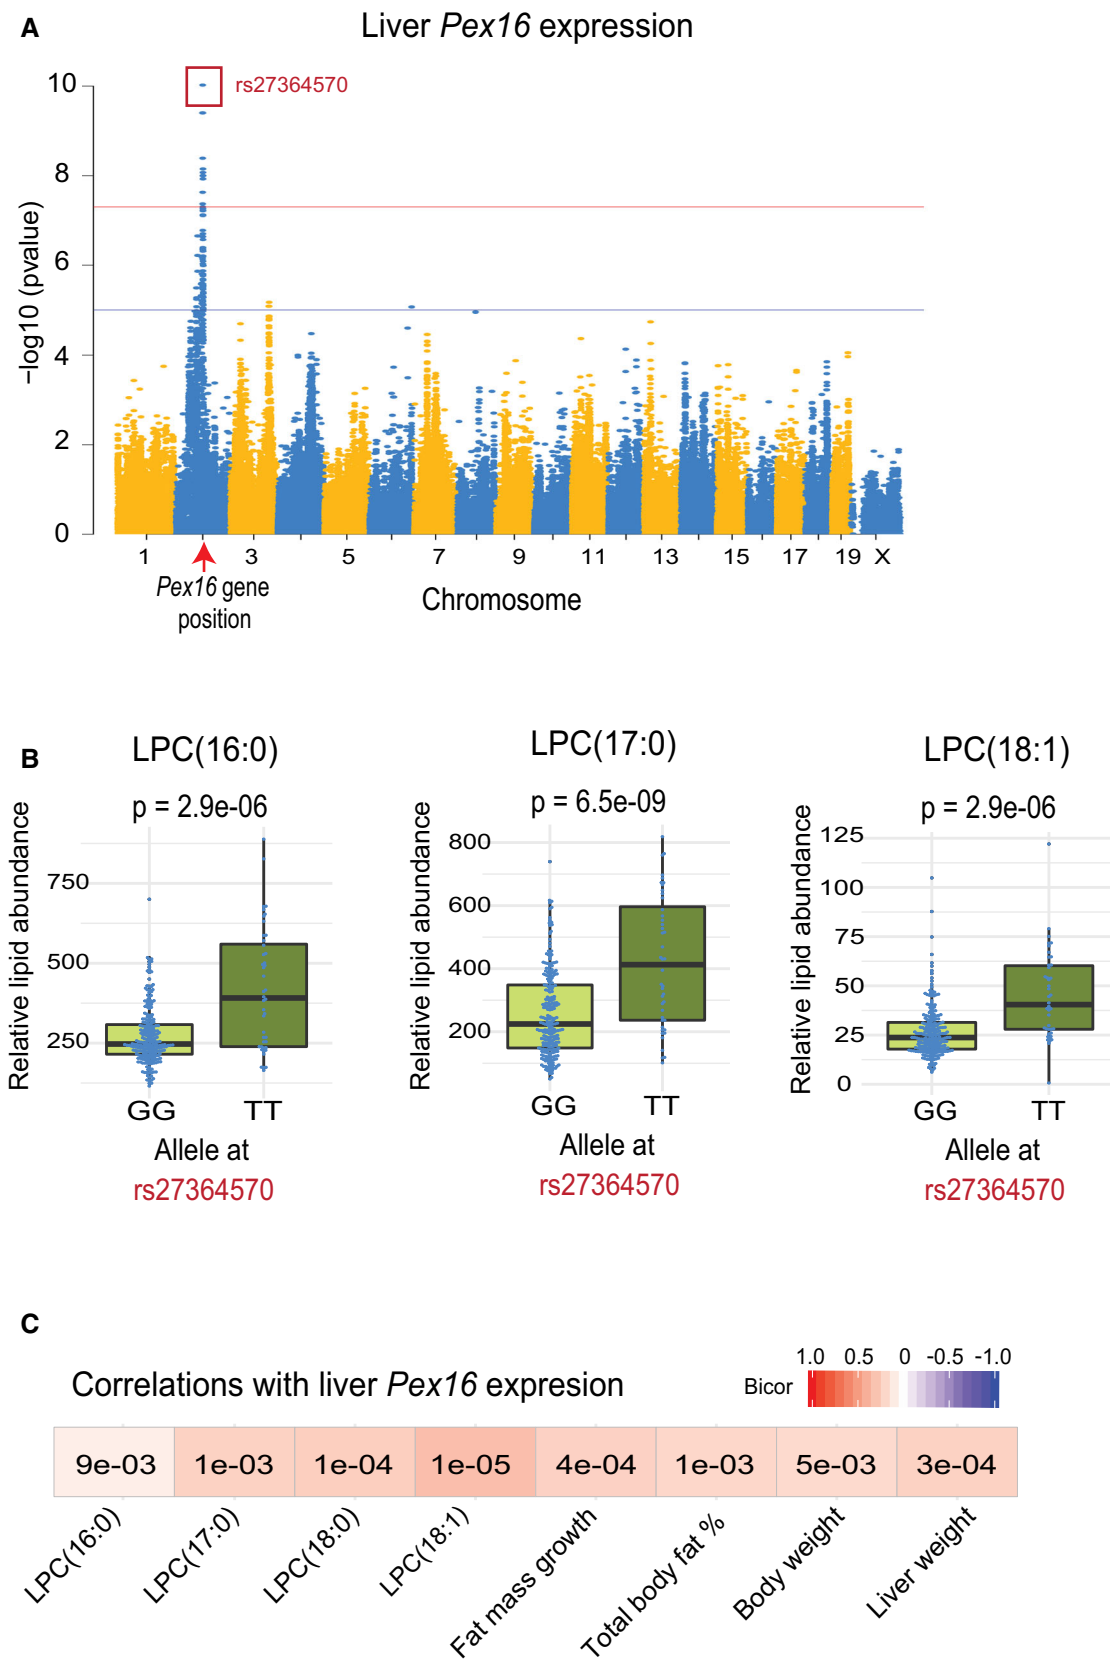 A
Liver Pex16 expression
rs27364570
−log10 (pvalue)
10
8
6
4
2
0
1 3 5 7 9 11 13 15 17 19 X
Pex16 gene
position
Chromosome
B
LPC(16:0)
p = 2.9e-06
Relative lipid abundance
750
500
250
GG TT
Allele at
rs27364570
LPC(17:0)
p = 6.5e-09
Relative lipid abundance
800
600
400
200
GG TT
Allele at
rs27364570
LPC(18:1)
p = 2.9e-06
Relative lipid abundance
125
100
75
50
25
0
GG TT
Allele at
rs27364570
C
Correlations with liver Pex16 expresion
Bicor
1.0 0.5 0 -0.5 -1.0
9e-03 1e-03 1e-04 1e-05 4e-04 1e-03 5e-03 3e-04
LPC(16:0)
LPC(17:0)
LPC(18:0)
LPC(18:1)
Fat mass growth
Total body fat %
Body weight
Liver weight